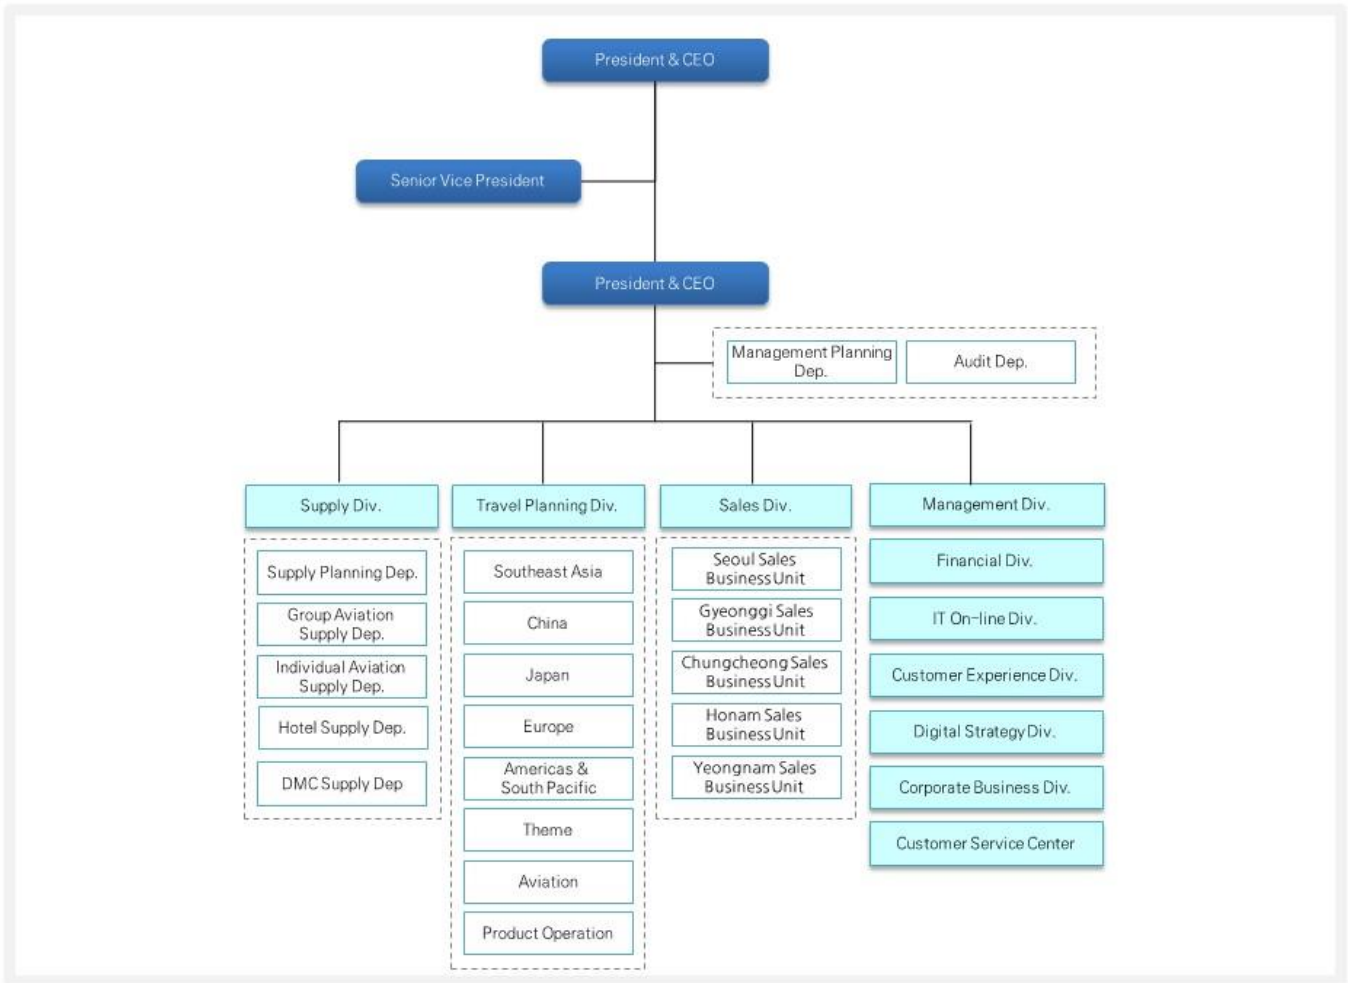 President & CEO
Senior Vice President
President & CEO
Management Planning
Dep.
Audit Dep.
Supply Div.
Supply Planning Dep.
Group Aviation
Supply Dep.
Individual Aviation
Supply Dep.
Hotel Supply Dep.
DMC Supply Dep
Travel Planning Div.
Southeast Asia
China
Japan
Europe
Americas &
South Pacific
Theme
Aviation
Product Operation
Sales Div.
Seoul Sales
Business Unit
Gyeonggi Sales
Business Unit
Chungcheong Sales
Business Unit
Honam Sales
Business Unit
Yeongnam Sales
Business Unit
Management Div.
Financial Div.
IT On-line Div.
Customer Experience Div.
Digital Strategy Div.
Corporate Business Div.
Customer Service Center